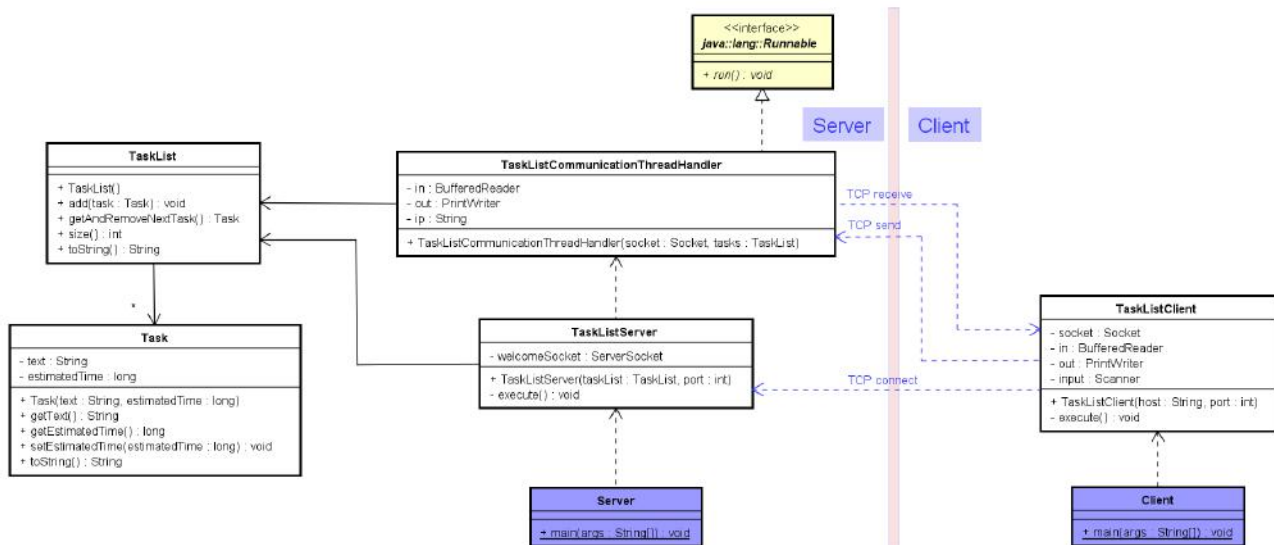 <<interface>>
java::lang::Runnable
+ run() : void
Server
Client
TaskList
+ TaskList()
+ add(task : Task) : void
+ getAndRemoveNextTask() : Task
+ size() : int
+ toString() : String
TaskListCommunicationThreadHandler
- in : BufferedReader
- out : PrintWriter
- ip : String
+ TaskListCommunicationThreadHandler(socket : Socket, tasks : TaskList)
TCP receive
TCP send
*
Task
- text : String
- estimatedTime : long
+ Task(text : String, estimatedTime : long)
+ getText() : String
+ getEstimatedTime() : long
+ setEstimatedTime(estimatedTime : long) : void
+ toString() : String
TaskListServer
- welcomeSocket : ServerSocket
+ TaskListServer(taskList : TaskList, port : int)
- execute() : void
TCP connect
TaskListClient
- socket : Socket
- in : BufferedReader
- out : PrintWriter
- input : Scanner
+ TaskListClient(host : String, port : int)
- execute() : void
Server
+ main(args : String[]) : void
Client
+ main(args : String[]) : void